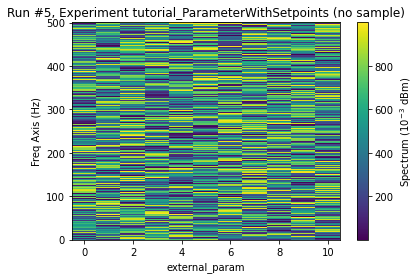 Run #5, Experiment tutorial_ParameterWithSetpoints (no sample)
500
400
300
200
100
0
Freq Axis (Hz)
0 2 4 6 8 10
external_param
800
600
400
200
Spectrum (10⁻³ dBm)